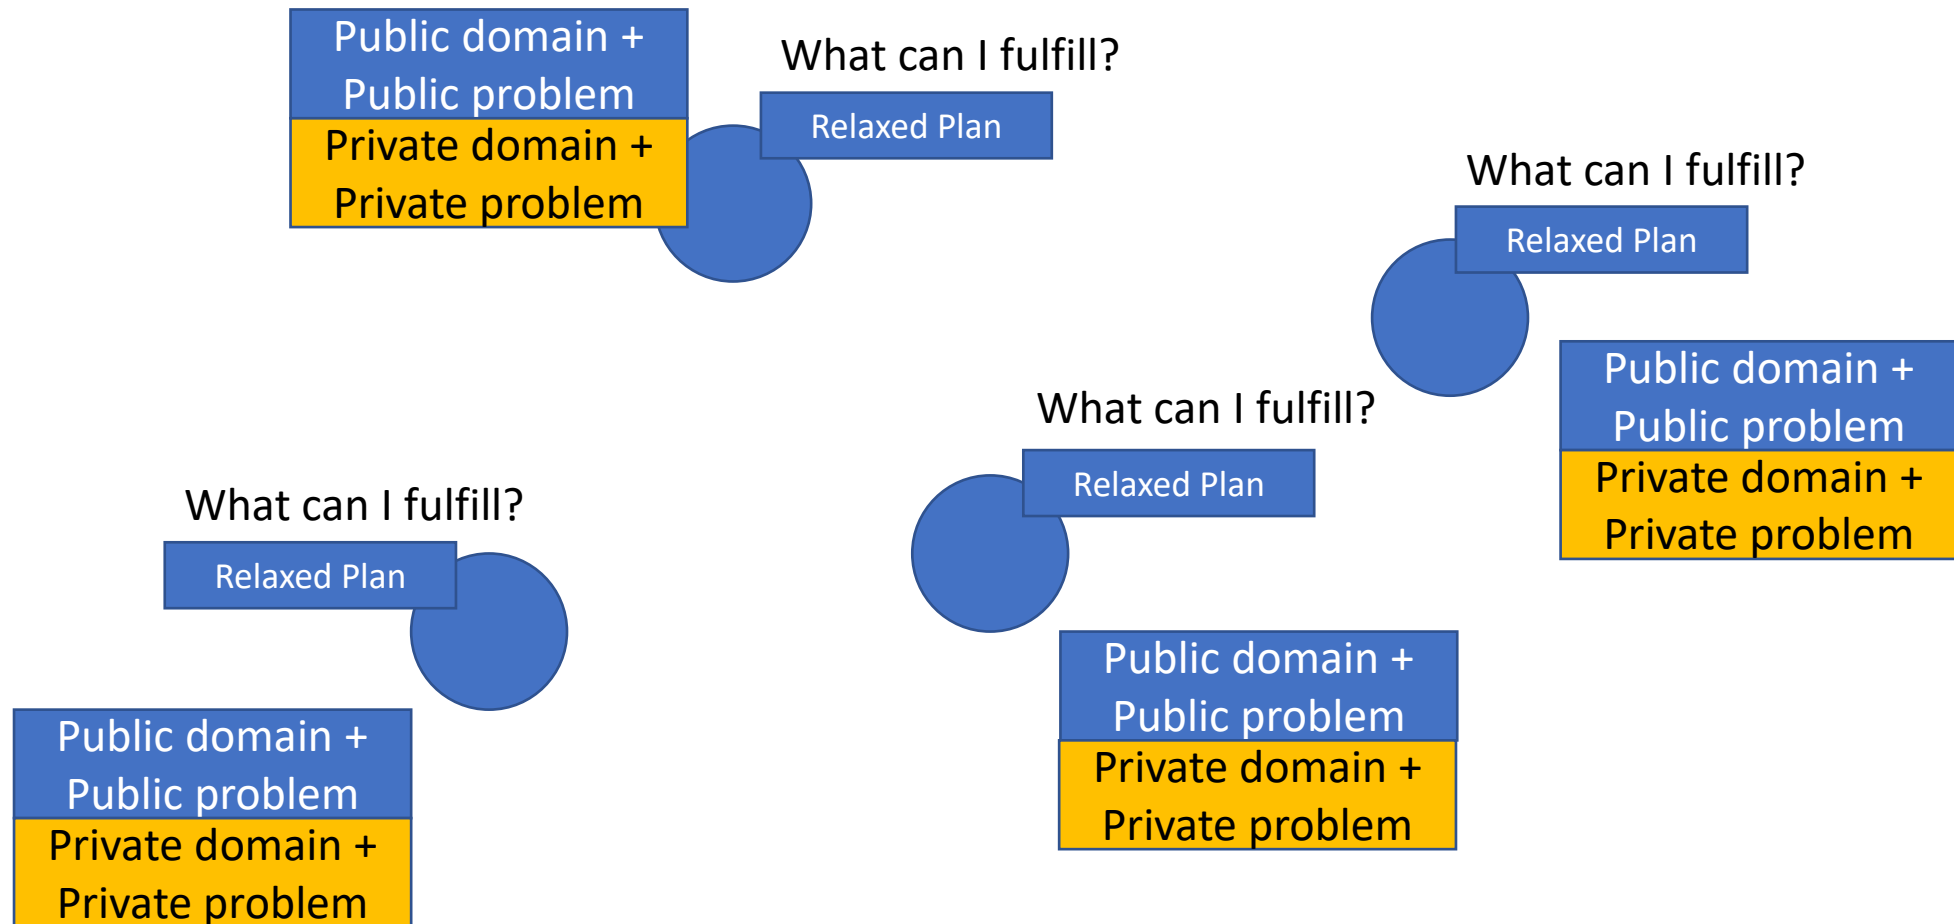 Public domain +
Public problem
Private domain +
Private problem
What can I fulfill?
Relaxed Plan
What can I fulfill?
Relaxed Plan
Public domain +
Public problem
Private domain +
Private problem
What can I fulfill?
Relaxed Plan
Public domain +
Public problem
Private domain +
Private problem
What can I fulfill?
Relaxed Plan
Public domain +
Public problem
Private domain +
Private problem